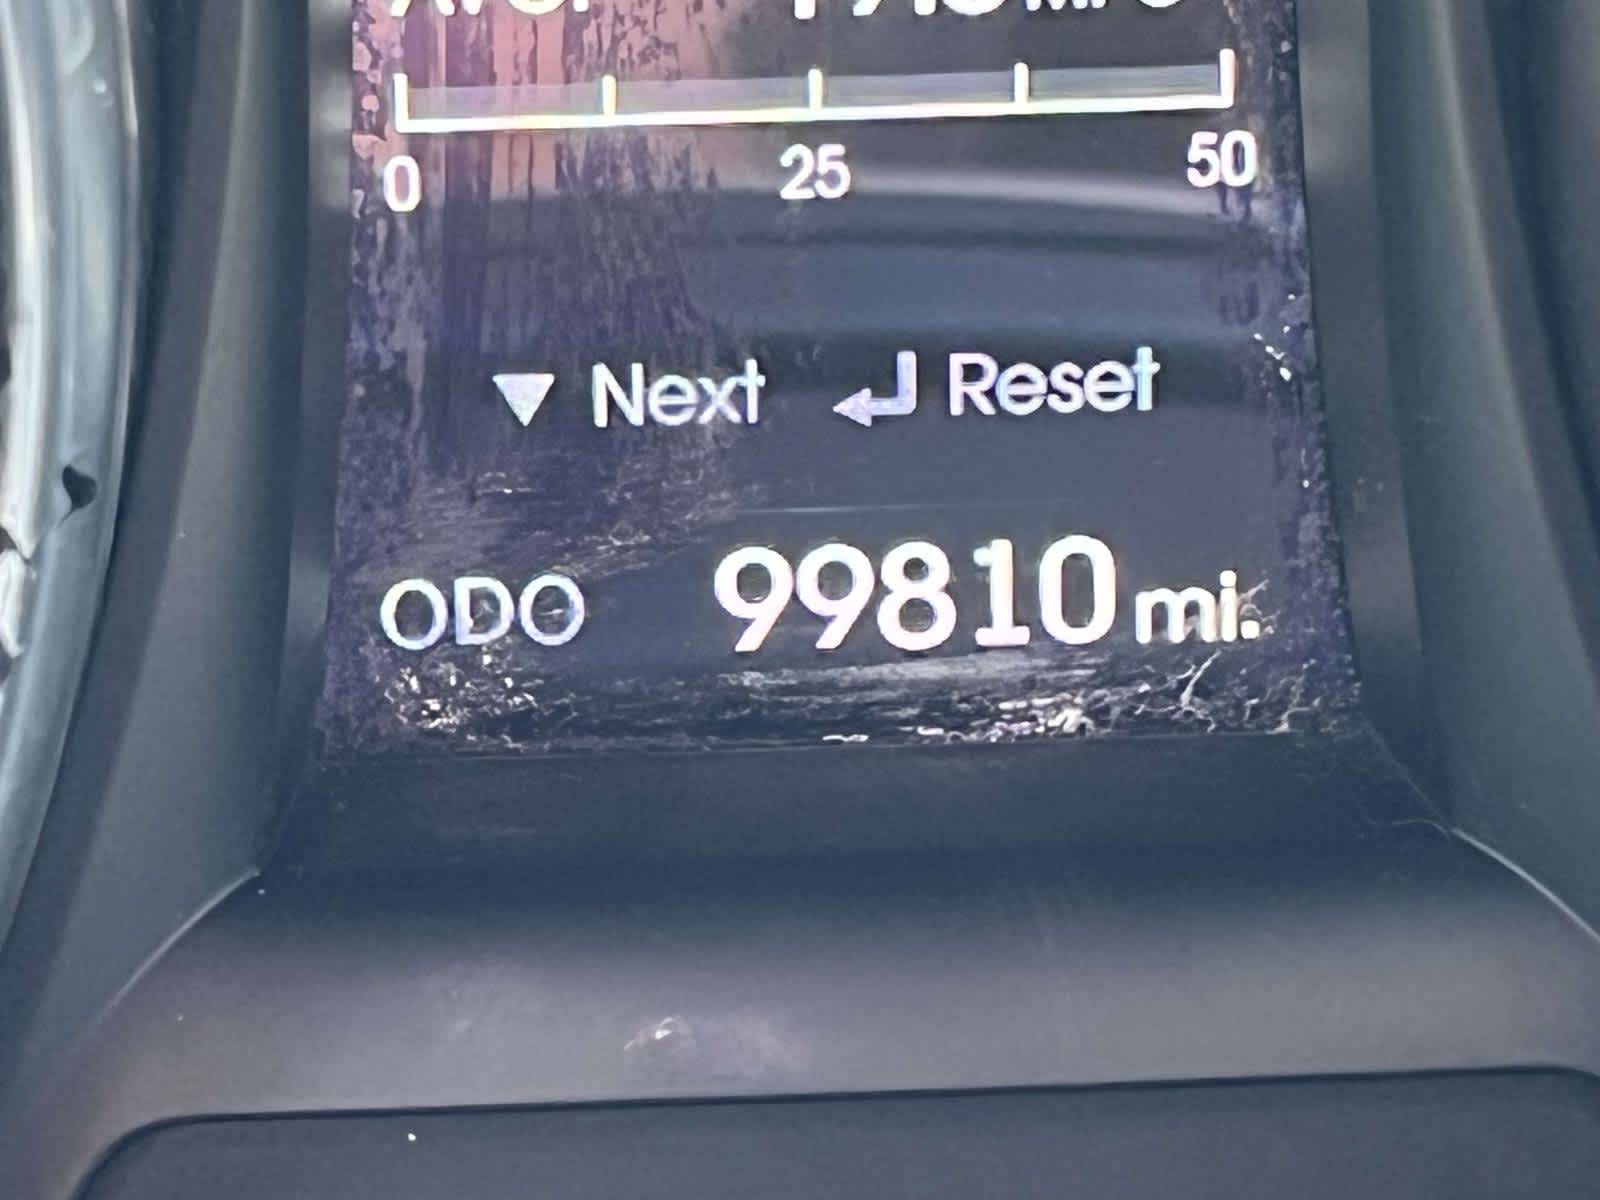 0 25 50
▼ Next ↵ Reset
ODO 99810 mi.